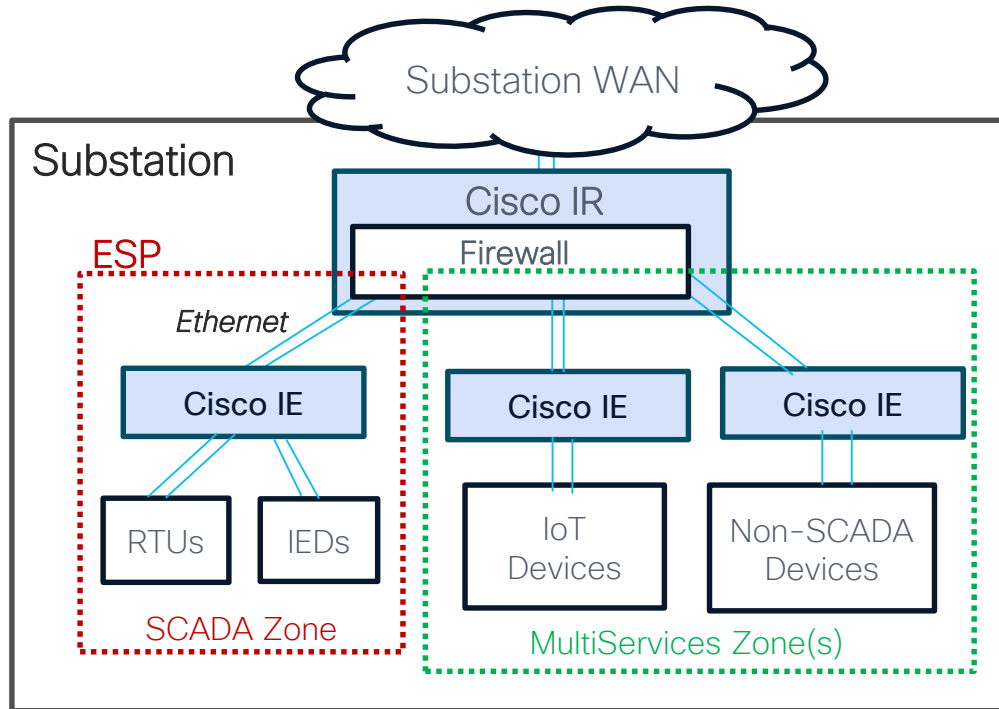 Substation WAN
Substation
Cisco IR
Firewall
ESP
Ethernet
Cisco IE
Cisco IE
Cisco IE
RTUs
IEDs
IoT
Devices
Non-SCADA
Devices
SCADA Zone
MultiServices Zone(s)